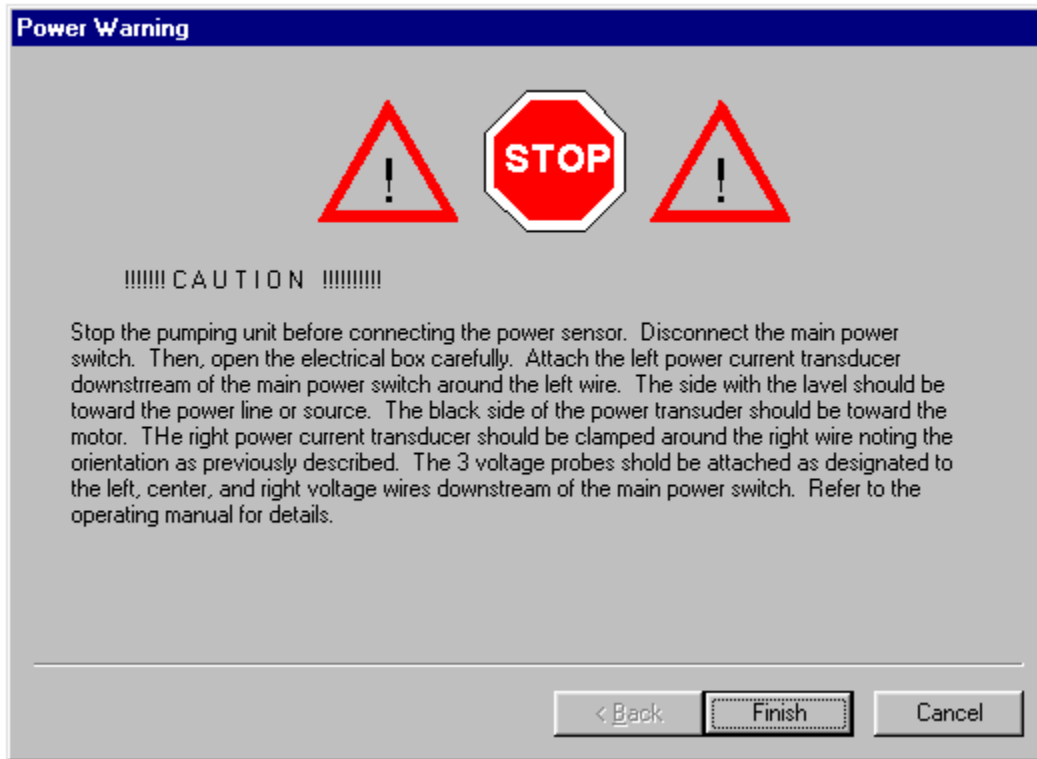 Power Warning
!
STOP
!
!!!!!!! C A U T I O N  !!!!!!!!!!
Stop the pumping unit before connecting the power sensor.  Disconnect the main power
switch.  Then, open the electrical box carefully.  Attach the left power current transducer
downstream of the main power switch around the left wire.  The side with the lavel should be
toward the power line or source.  The black side of the power transuder should be toward the
motor.  THe right power current transducer should be clamped around the right wire noting the
orientation as previously described.  The 3 voltage probes shold be attached as designated to
the left, center, and right voltage wires downstream of the main power switch.  Refer to the
operating manual for details.
< Back Finish Cancel